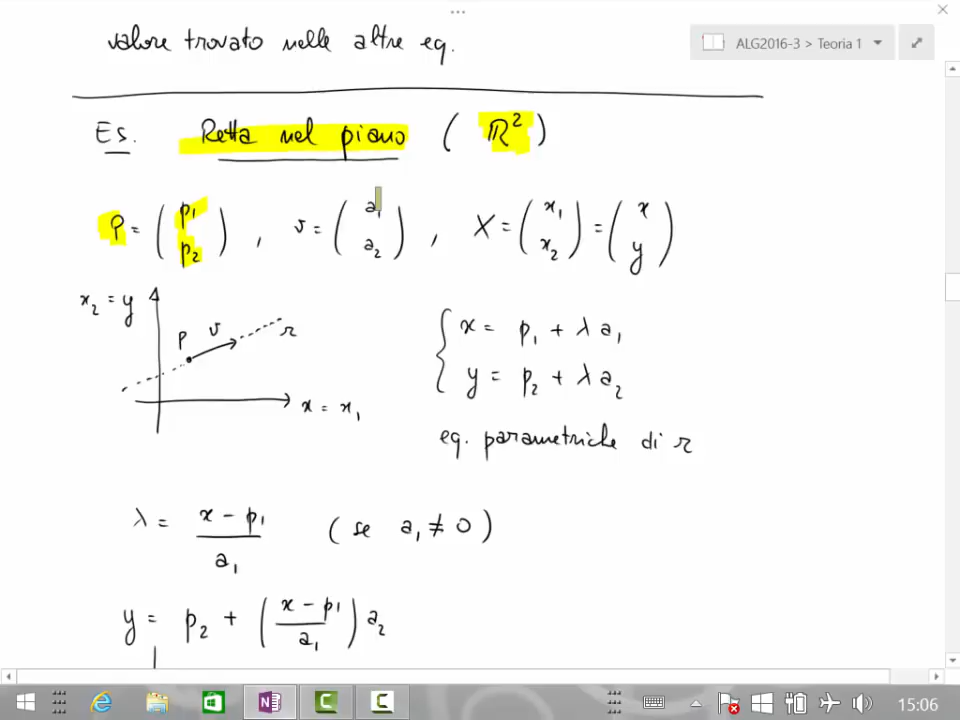 valore trovato nelle altre eq.
ALG2016-3 > Teoria 1
Es. Retta nel piano ( ℝ² )
P = ( p₁ p₂ ) , v = ( a₁ a₂ ) , X = ( x₁ x₂ ) = ( x y )
x₂ = y
P v r
x = x₁
{ x = p₁ + λ a₁
y = p₂ + λ a₂
eq. parametriche di r
λ = (x - p₁)/a₁ ( se a₁ ≠ 0 )
y = p₂ + ( (x - p₁)/a₁ ) a₂
15:06